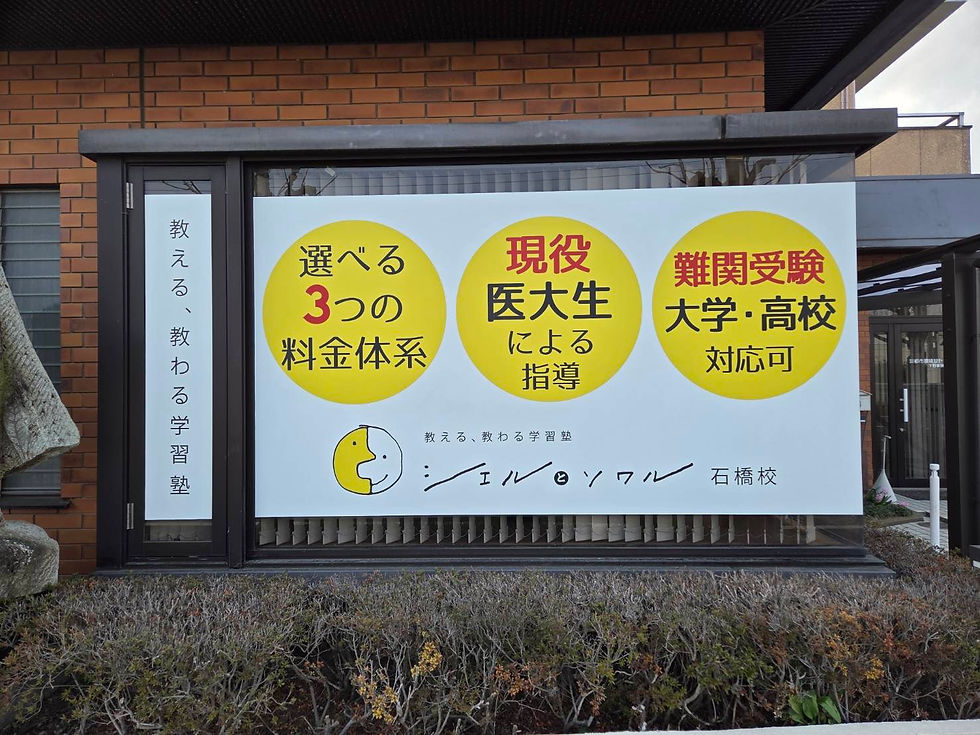 教える、教わる学習塾
選べる
3つの
料金体系
現役
医大生
による
指導
難関受験
大学・高校
対応可
教える、教わる学習塾
シエルとソワル 石橋校